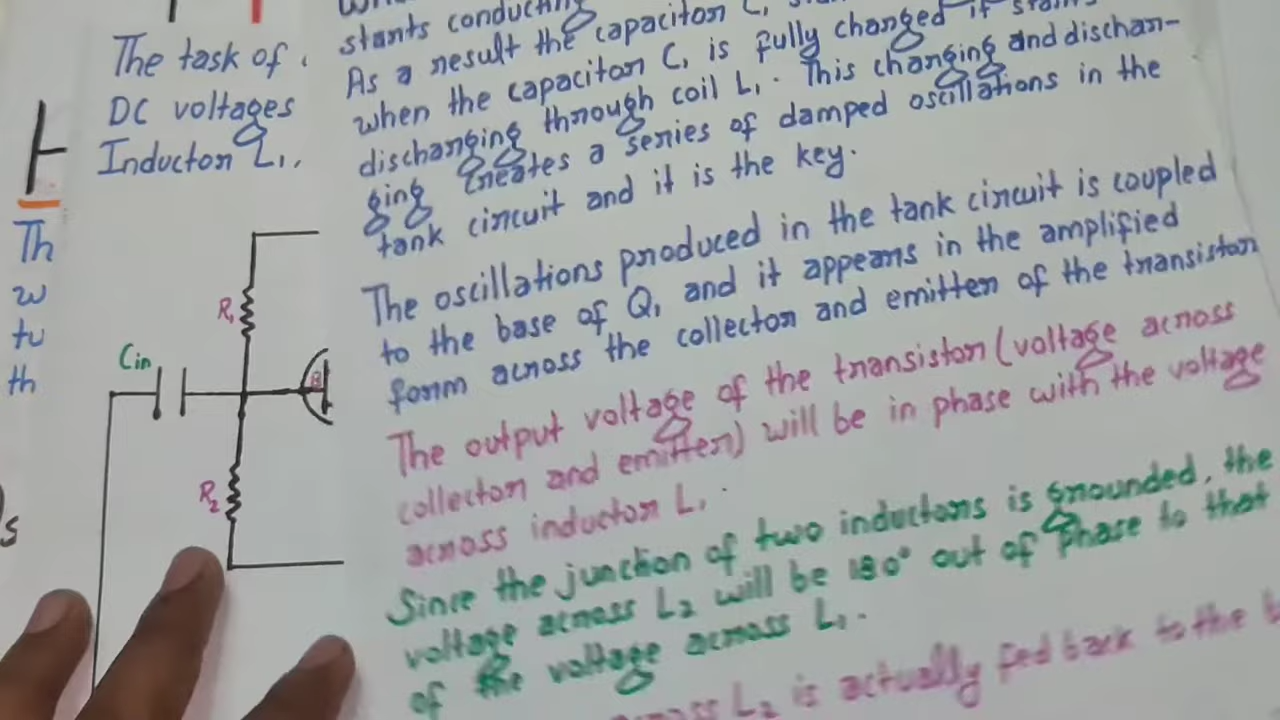 The task of
DC voltages
Inductor L1,
Th
w
tu
th
s
R1
Cin
B
R2
starts conducting
As a result the capacitor C1
when the capacitor C1 is fully charged it starts
discharging through coil L1. This charging and dischar-
ging creates a series of damped oscillations in the
tank circuit and it is the key.
The oscillations produced in the tank circuit is coupled
to the base of Q1 and it appears in the amplified
form across the collector and emitter of the transistor
The output voltage of the transistor (voltage across
collector and emitter) will be in phase with the voltage
across inductor L1.
Since the junction of two inductors is grounded, the
voltage across L2 will be 180° out of phase to that
of the voltage across L1.
across L2 is actually fed back to the b